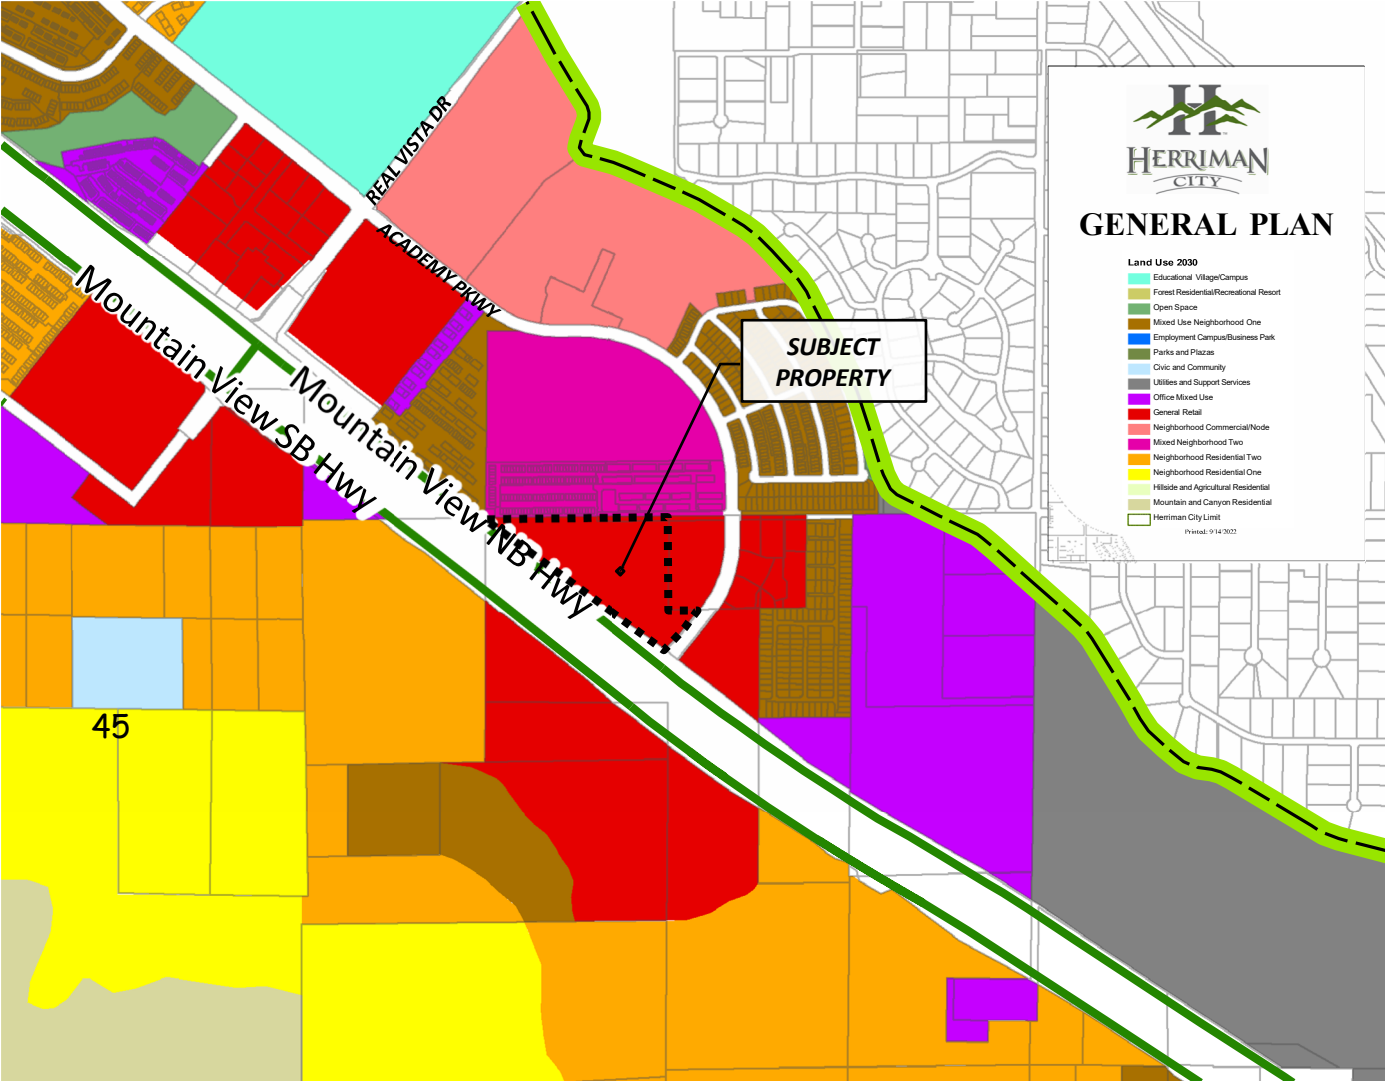 REAL VISTA DR
ACADEMY PKWY
Mountain View SB Hwy
Mountain View NB Hwy
SUBJECT
PROPERTY
45
H
HERRIMAN
CITY
GENERAL PLAN
Land Use 2030
Educational Village/Campus
Forest Residential/Recreational Resort
Open Space
Mixed Use Neighborhood One
Employment Campus/Business Park
Parks and Plazas
Civic and Community
Utilities and Support Services
Office Mixed Use
General Retail
Neighborhood Commercial/Node
Mixed Neighborhood Two
Neighborhood Residential Two
Neighborhood Residential One
Hillside and Agricultural Residential
Mountain and Canyon Residential
Herriman City Limit
Printed: 9/14/2022